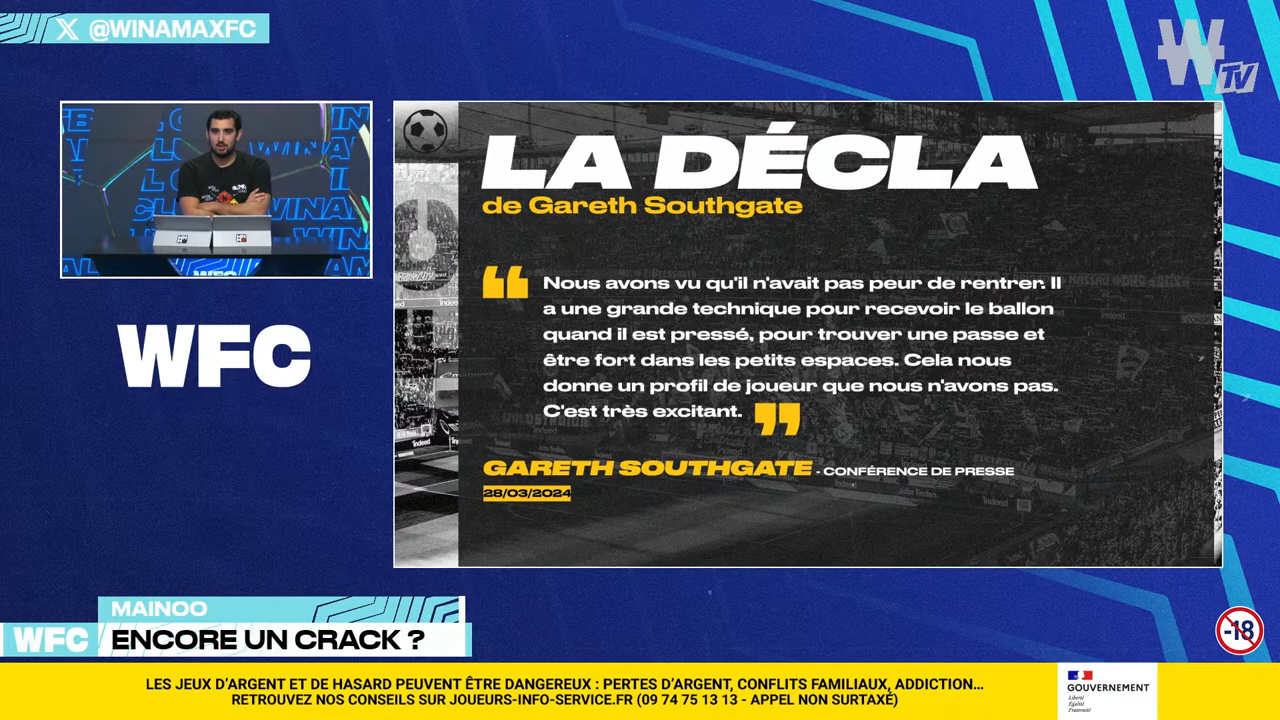 @WINAMAXFC
W TV
LA DÉCLA
de Gareth Southgate
Nous avons vu qu'il n'avait pas peur de rentrer. Il
a une grande technique pour recevoir le ballon
quand il est pressé, pour trouver une passe et
être fort dans les petits espaces. Cela nous
donne un profil de joueur que nous n'avons pas.
C'est très excitant.
GARETH SOUTHGATE - CONFÉRENCE DE PRESSE
28/03/2024
WFC
MAINOO
WFC ENCORE UN CRACK ?
-18
LES JEUX D'ARGENT ET DE HASARD PEUVENT ÊTRE DANGEREUX : PERTES D'ARGENT, CONFLITS FAMILIAUX, ADDICTION...
RETROUVEZ NOS CONSEILS SUR JOUEURS-INFO-SERVICE.FR (09 74 75 13 13 - APPEL NON SURTAXÉ)
GOUVERNEMENT
Liberté
Égalité
Fraternité